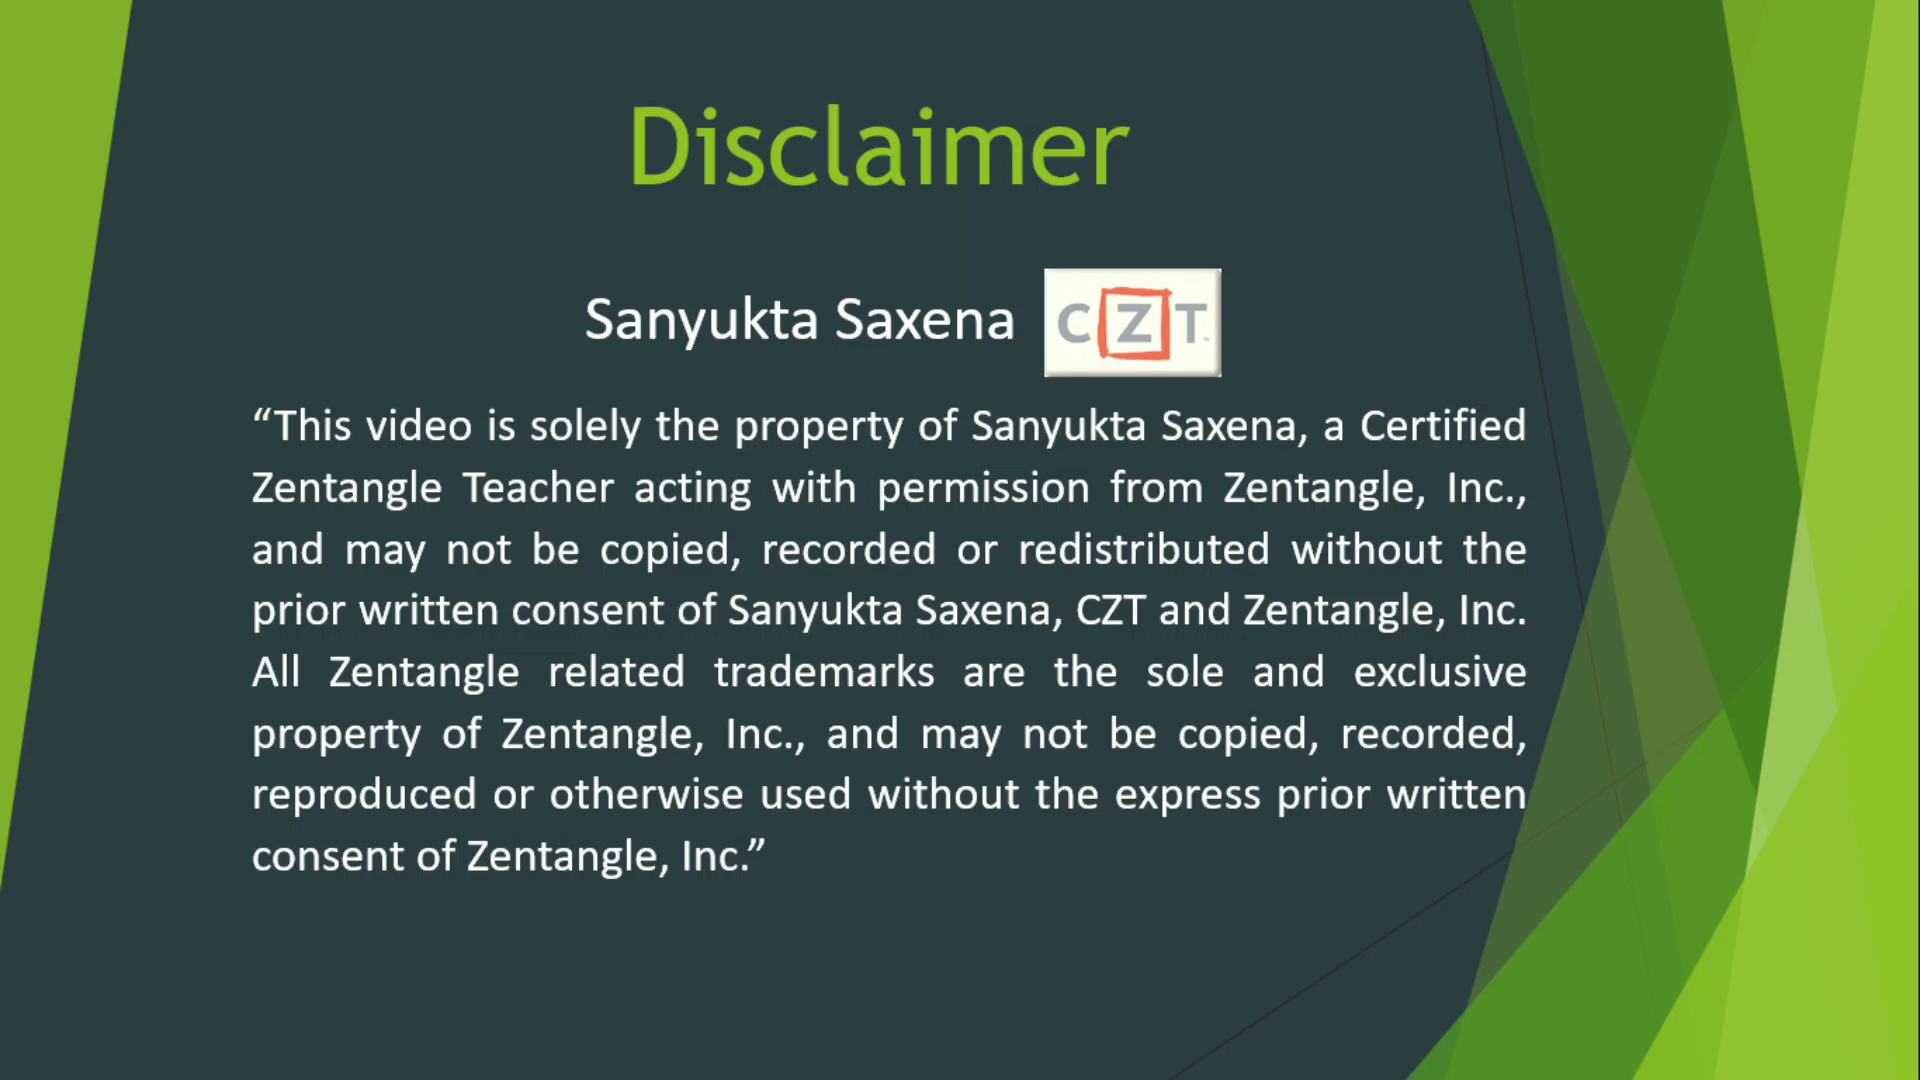 Disclaimer
Sanyukta Saxena CZT
“This video is solely the property of Sanyukta Saxena, a Certified
Zentangle Teacher acting with permission from Zentangle, Inc.,
and may not be copied, recorded or redistributed without the
prior written consent of Sanyukta Saxena, CZT and Zentangle, Inc.
All Zentangle related trademarks are the sole and exclusive
property of Zentangle, Inc., and may not be copied, recorded,
reproduced or otherwise used without the express prior written
consent of Zentangle, Inc.”